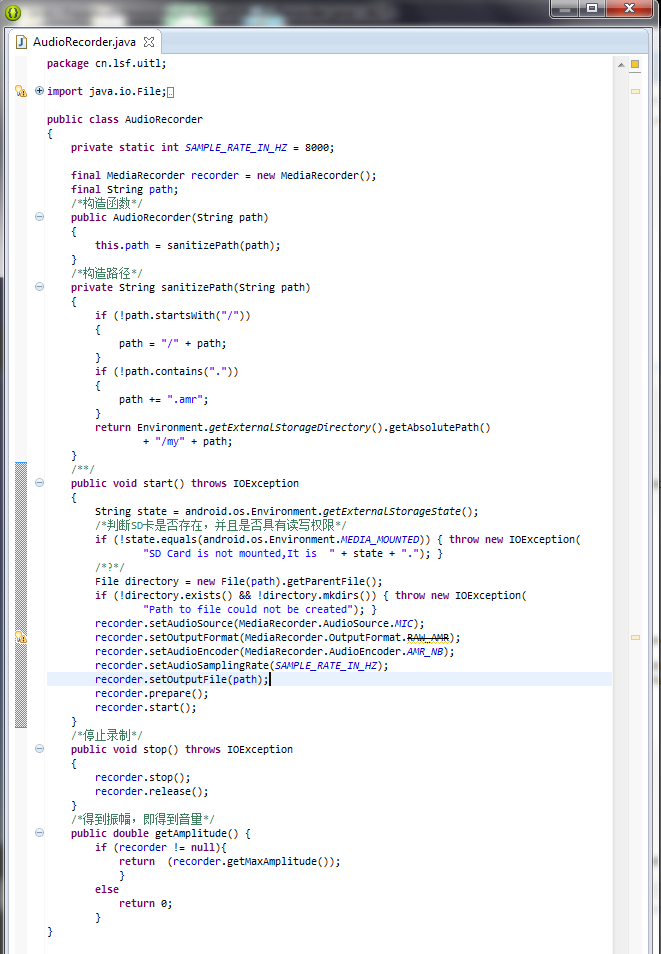 AudioRecorder.java
package cn.lsf.uitl;
import java.io.File;
public class AudioRecorder
{
    private static int SAMPLE_RATE_IN_HZ = 8000;
    final MediaRecorder recorder = new MediaRecorder();
    final String path;
    /*构造函数*/
    public AudioRecorder(String path)
    {
        this.path = sanitizePath(path);
    }
    /*构造路径*/
    private String sanitizePath(String path)
    {
        if (!path.startsWith("/"))
        {
            path = "/" + path;
        }
        if (!path.contains("."))
        {
            path += ".amr";
        }
        return Environment.getExternalStorageDirectory().getAbsolutePath()
                + "/my" + path;
    }
    /**/
    public void start() throws IOException
    {
        String state = android.os.Environment.getExternalStorageState();
        /*判断SD卡是否存在，并且是否具有读写权限*/
        if (!state.equals(android.os.Environment.MEDIA_MOUNTED)) { throw new IOException(
                "SD Card is not mounted,It is  " + state + "."); }
        /*?*/
        File directory = new File(path).getParentFile();
        if (!directory.exists() && !directory.mkdirs()) { throw new IOException(
                "Path to file could not be created"); }
        recorder.setAudioSource(MediaRecorder.AudioSource.MIC);
        recorder.setOutputFormat(MediaRecorder.OutputFormat.RAW_AMR);
        recorder.setAudioEncoder(MediaRecorder.AudioEncoder.AMR_NB);
        recorder.setAudioSamplingRate(SAMPLE_RATE_IN_HZ);
        recorder.setOutputFile(path);
        recorder.prepare();
        recorder.start();
    }
    /*停止录制*/
    public void stop() throws IOException
    {
        recorder.stop();
        recorder.release();
    }
    /*得到振幅，即得到音量*/
    public double getAmplitude() {
        if (recorder != null){
            return  (recorder.getMaxAmplitude());
            }
        else
            return 0;
        }
}